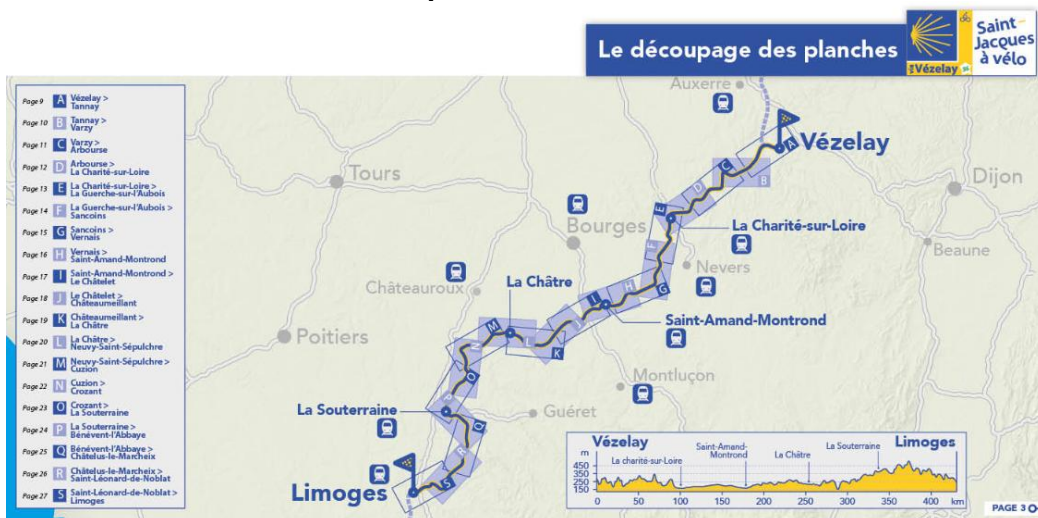 Le découpage des planches
Saint-
Jacques
à vélo
via Vézelay
Page 9 A Vézelay >
Tannay
Page 10 B Tannay >
Varzy
Page 11 C Varzy >
Arbourse
Page 12 D Arbourse >
La Charité-sur-Loire
Page 13 E La Charité-sur-Loire >
La Guerche-sur-l'Aubois
Page 14 F La Guerche-sur-l'Aubois >
Sancoins
Page 15 G Sancoins >
Vernais
Page 16 H Vernais >
Saint-Amand-Montrond
Page 17 I Saint-Amand-Montrond >
Le Châtelet
Page 18 J Le Châtelet >
Châteaumeillant
Page 19 K Châteaumeillant >
La Châtre
Page 20 L La Châtre >
Neuvy-Saint-Sépulchre
Page 21 M Neuvy-Saint-Sépulchre >
Cuzion
Page 22 N Cuzion >
Crozant
Page 23 O Crozant >
La Souterraine
Page 24 P La Souterraine >
Bénévent-l'Abbaye
Page 25 Q Bénévent-l'Abbaye >
Châtelus-le-Marcheix
Page 26 R Châtelus-le-Marcheix >
Saint-Léonard-de-Noblat
Page 27 S Saint-Léonard-de-Noblat >
Limoges
Auxerre
Vézelay
A
B
C
D
E
Tours
Dijon
Bourges
La Charité-sur-Loire
Beaune
F
Nevers
Châteauroux
La Châtre
G
H
I
Saint-Amand-Montrond
Poitiers
J
K
L
M
N
Montluçon
O
P
La Souterraine
Guéret
Q
R
S
Limoges
Vézelay
Limoges
m
La charité-sur-Loire
Saint-Amand-
Montrond
La Châtre
La Souterraine
450
350
250
150
0 100 200 300 400 km
PAGE 3